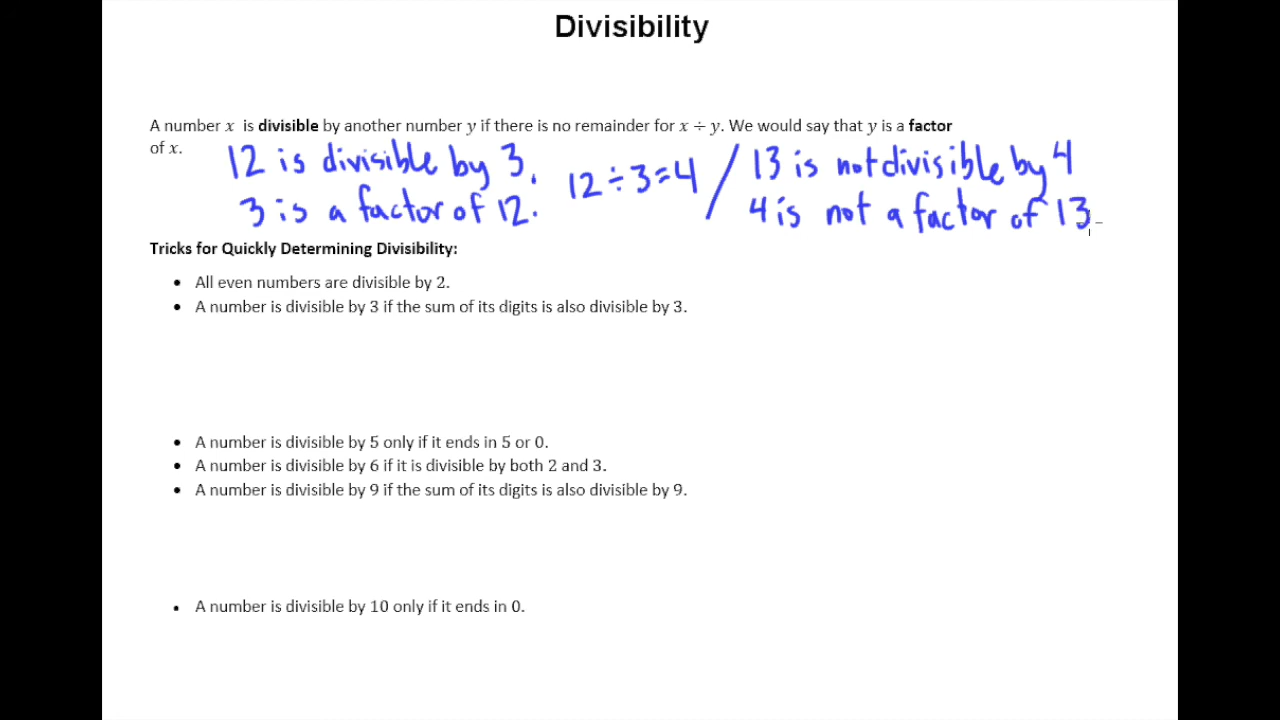 Divisibility
A number x is divisible by another number y if there is no remainder for x ÷ y. We would say that y is a factor
of x.
12 is divisible by 3.
3 is a factor of 12.
12 ÷ 3 = 4 /
13 is not divisible by 4
4 is not a factor of 13
Tricks for Quickly Determining Divisibility:
• All even numbers are divisible by 2.
• A number is divisible by 3 if the sum of its digits is also divisible by 3.
• A number is divisible by 5 only if it ends in 5 or 0.
• A number is divisible by 6 if it is divisible by both 2 and 3.
• A number is divisible by 9 if the sum of its digits is also divisible by 9.
• A number is divisible by 10 only if it ends in 0.